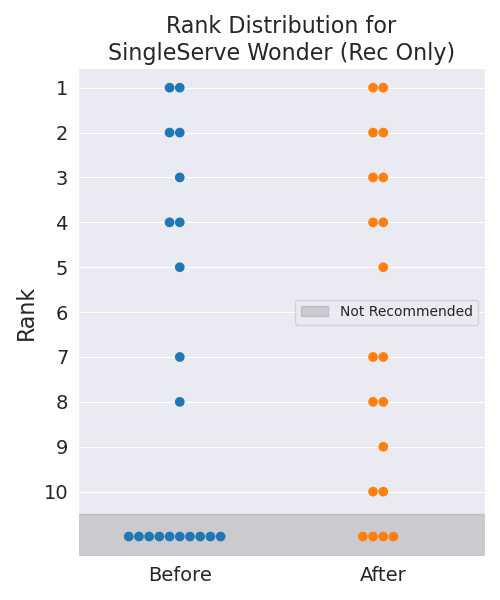 Rank Distribution for
SingleServe Wonder (Rec Only)
Rank
1
2
3
4
5
6
7
8
9
10
Not Recommended
Before
After